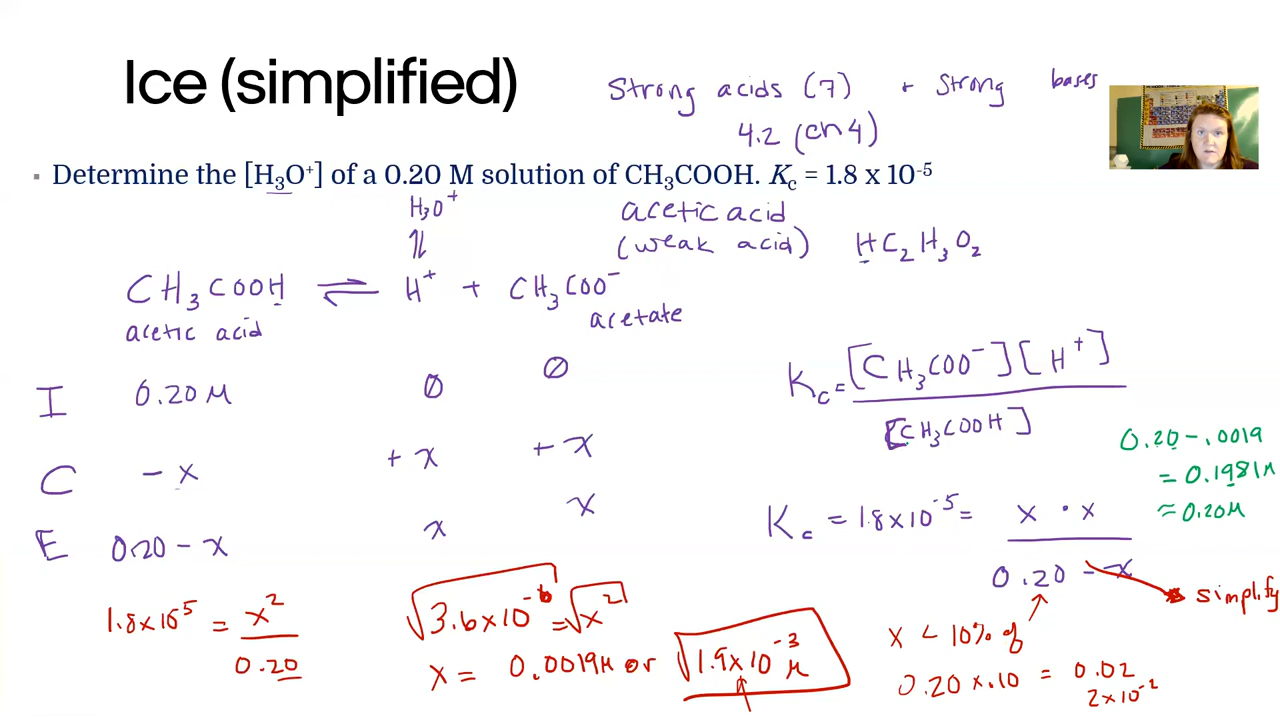 Ice (simplified)
Strong acids (7) + Strong bases
4.2 (ch 4)
▪ Determine the [H₃O⁺] of a 0.20 M solution of CH₃COOH. Kc = 1.8 x 10⁻⁵
H₃O⁺
acetic acid
(weak acid) HC₂H₃O₂
⇌
CH₃COOH ⇌ H⁺ + CH₃COO⁻
acetic acid acetate
I 0.20 M 0 0
C - x + x + x
E 0.20 - x x x
Kc = [CH₃COO⁻][H⁺]
[CH₃COOH]
0.20 - .0019
= 0.1981 M
≈ 0.20 M
Kc = 1.8x10⁻⁵ = x · x
0.20 - x
simplify
1.8x10⁵ = x²
0.20
√3.6x10⁻⁶ = √x²
x = 0.0019 M or √1.9x10⁻³ M
x < 10% of
0.20 x .10 = 0.02
2x10⁻²